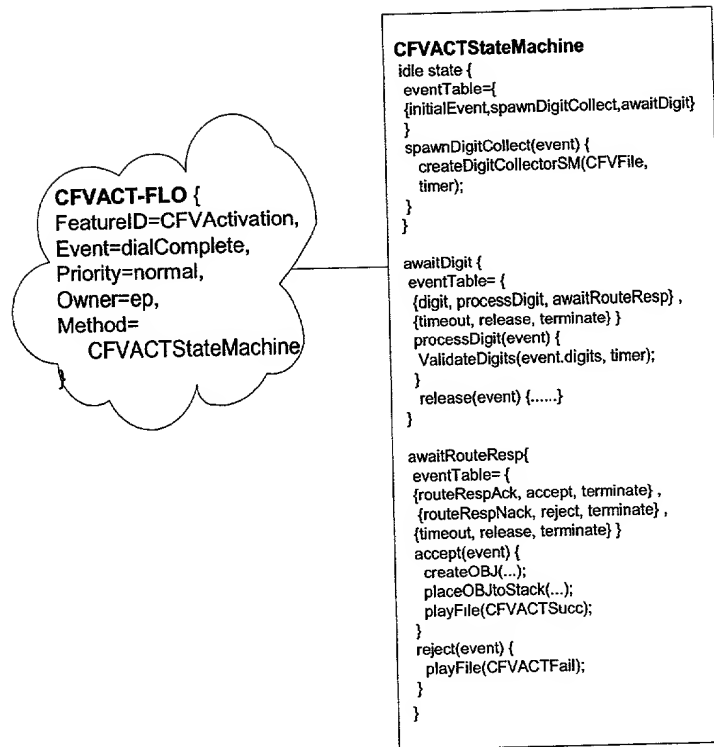 CFVACT-FLO {
FeatureID=CFVActivation,
Event=dialComplete,
Priority=normal,
Owner=ep,
Method=
CFVACTStateMachine
}
CFVACTStateMachine
idle state {
eventTable={
{initialEvent,spawnDigitCollect,awaitDigit}
}
spawnDigitCollect(event) {
createDigitCollectorSM(CFVFile,
timer);
}
}
awaitDigit {
eventTable= {
{digit, processDigit, awaitRouteResp} ,
{timeout, release, terminate} }
processDigit(event) {
ValidateDigits(event.digits, timer);
}
release(event) {......}
}
awaitRouteResp{
eventTable= {
{routeRespAck, accept, terminate} ,
{routeRespNack, reject, terminate} ,
{timeout, release, terminate} }
accept(event) {
createOBJ(...);
placeOBJtoStack(...);
playFile(CFVACTSucc);
}
reject(event) {
playFile(CFVACTFail);
}
}